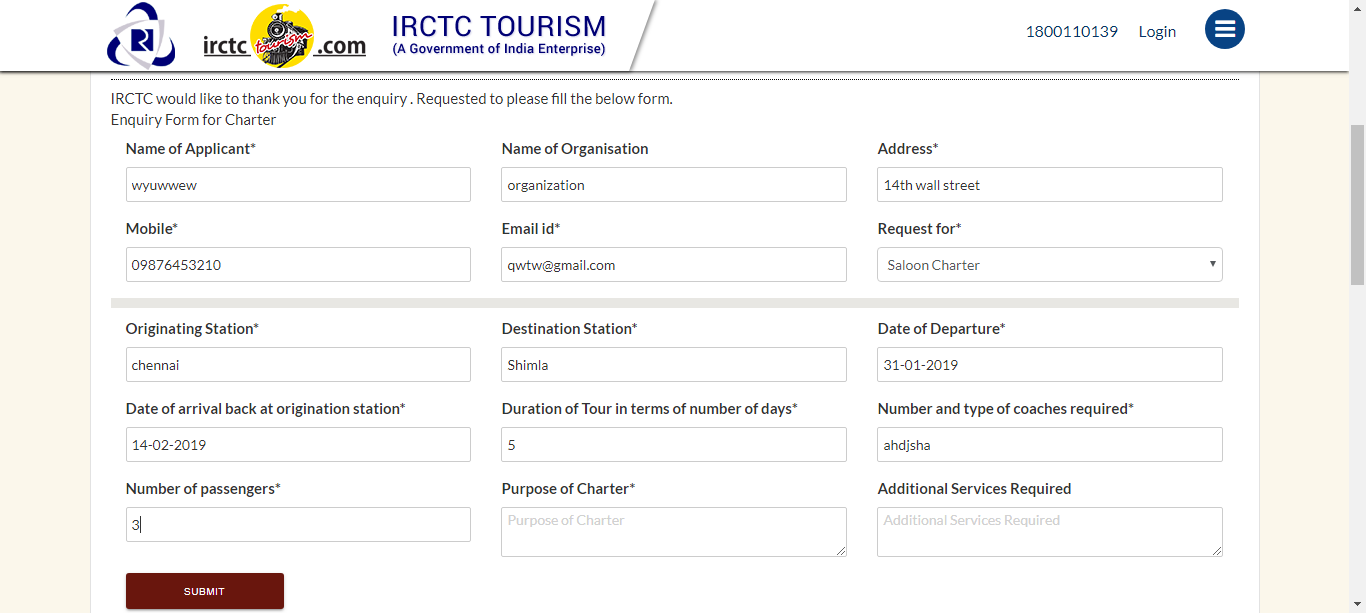 irctc tourism .com
IRCTC TOURISM
(A Government of India Enterprise)
1800110139 Login
IRCTC would like to thank you for the enquiry . Requested to please fill the below form.
Enquiry Form for Charter
Name of Applicant* Name of Organisation Address*
wyuwwew organization 14th wall street
Mobile* Email id* Request for*
09876453210 qwtw@gmail.com Saloon Charter
Originating Station* Destination Station* Date of Departure*
chennai Shimla 31-01-2019
Date of arrival back at origination station* Duration of Tour in terms of number of days* Number and type of coaches required*
14-02-2019 5 ahdjsha
Number of passengers* Purpose of Charter* Additional Services Required
3 Purpose of Charter Additional Services Required
SUBMIT